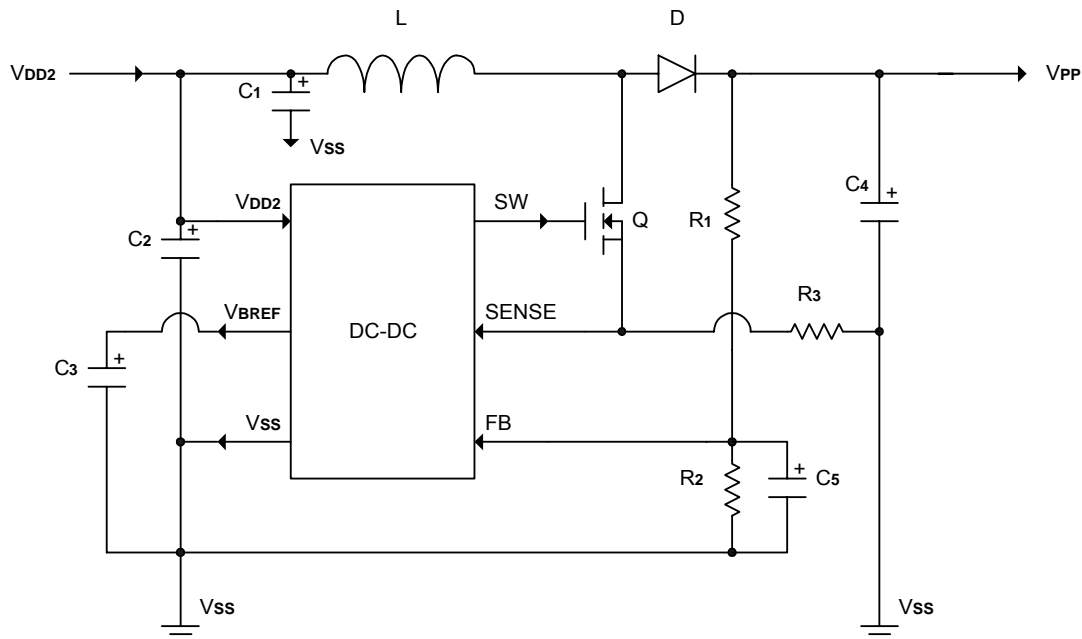 L
D
VDD2
C1
+
VSS
VPP
VDD2
SW
Q
C2
+
R1
C4
+
VBREF
DC-DC
SENSE
R3
C3
+
VSS
FB
R2
+
C5
VSS
VSS